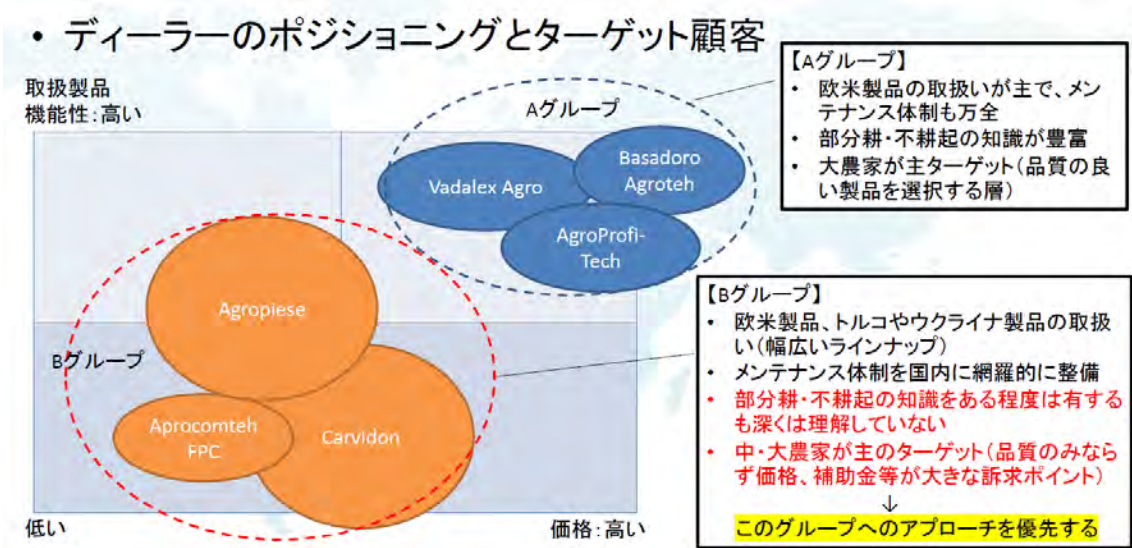 • ディーラーのポジショニングとターゲット顧客
取扱製品
機能性：高い
Aグループ
Vadalex Agro
Basadoro
Agroteh
AgroProfi-
Tech
Agropiese
Bグループ
Aprocomteh
FPC
Carvidon
低い
価格：高い
【Aグループ】
• 欧米製品の取扱いが主で、メン
テナンス体制も万全
• 部分耕・不耕起の知識が豊富
• 大農家が主ターゲット（品質の良
い製品を選択する層）
【Bグループ】
• 欧米製品、トルコやウクライナ製品の取扱
い（幅広いラインナップ）
• メンテナンス体制を国内に網羅的に整備
• 部分耕・不耕起の知識をある程度は有する
も深くは理解していない
• 中・大農家が主のターゲット（品質のみなら
ず価格、補助金等が大きな訴求ポイント）
↓
このグループへのアプローチを優先する